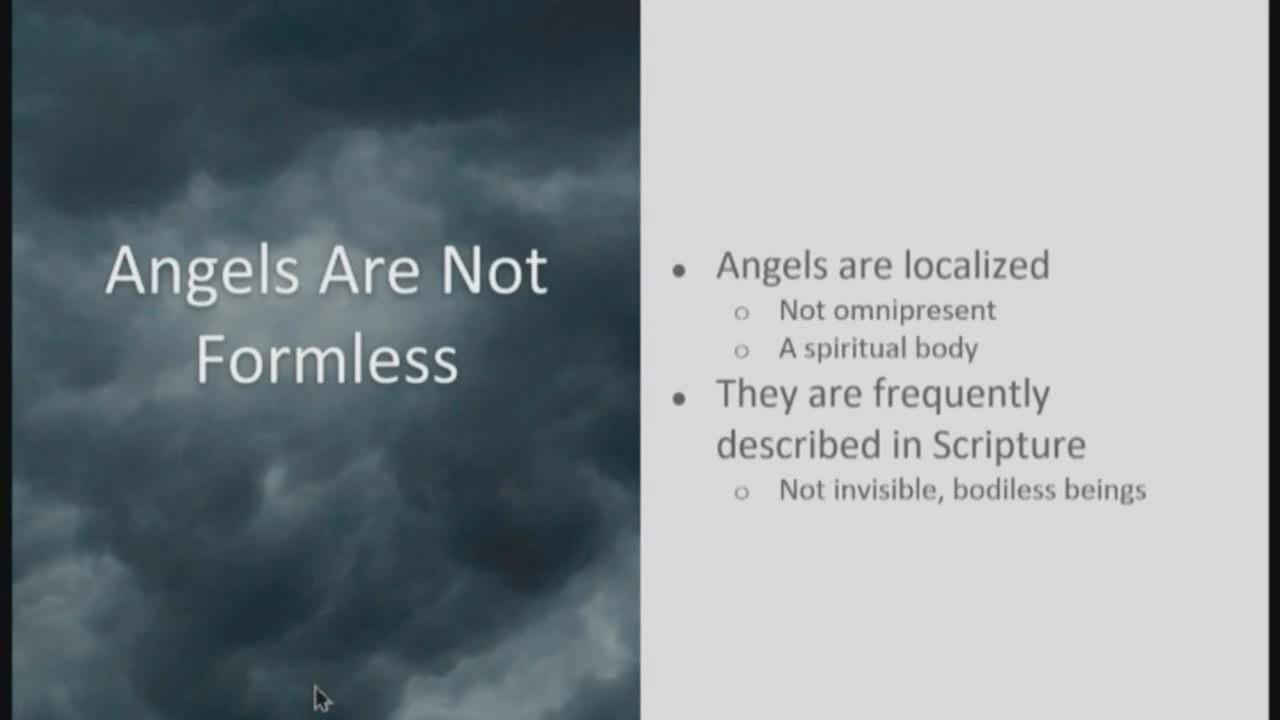 Angels Are Not
Formless
● Angels are localized
○ Not omnipresent
○ A spiritual body
● They are frequently
described in Scripture
○ Not invisible, bodiless beings